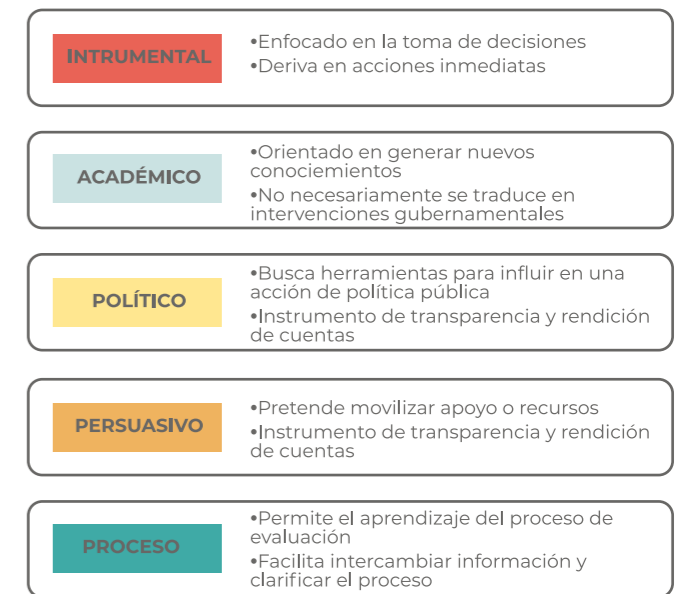 INTRUMENTAL
•Enfocado en la toma de decisiones
•Deriva en acciones inmediatas
ACADÉMICO
•Orientado en generar nuevos
conociemientos
•No necesariamente se traduce en
intervenciones gubernamentales
POLÍTICO
•Busca herramientas para influir en una
acción de política pública
•Instrumento de transparencia y rendición
de cuentas
PERSUASIVO
•Pretende movilizar apoyo o recursos
•Instrumento de transparencia y rendición
de cuentas
PROCESO
•Permite el aprendizaje del proceso de
evaluación
•Facilita intercambiar información y
clarificar el proceso